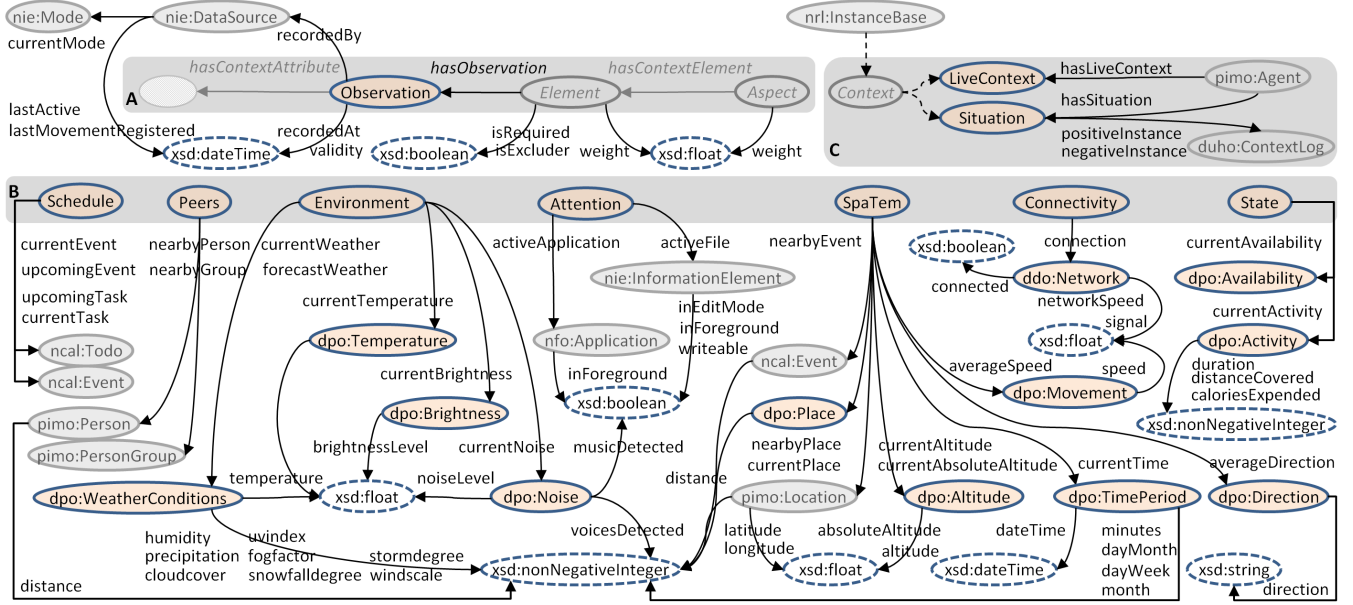 nie:Mode
nie:DataSource
nrl:InstanceBase
currentMode
recordedBy
hasContextAttribute
hasObservation
hasContextElement
A
Observation
Element
Aspect
Context
LiveContext
hasLiveContext
pimo:Agent
hasSituation
Situation
positiveInstance
negativeInstance
duho:ContextLog
C
lastActive
lastMovementRegistered
recordedAt
validity
isRequired
isExcluder
xsd:dateTime
xsd:boolean
weight
xsd:float
weight
B
Schedule
Peers
Environment
Attention
SpaTem
Connectivity
State
currentEvent
upcomingEvent
upcomingTask
currentTask
nearbyPerson
nearbyGroup
currentWeather
forecastWeather
activeApplication
activeFile
nearbyEvent
xsd:boolean
connection
currentAvailability
nie:InformationElement
ddo:Network
connected
dpo:Availability
currentTemperature
inEditMode
inForeground
writeable
networkSpeed
signal
currentActivity
ncal:Todo
ncal:Event
dpo:Temperature
nfo:Application
ncal:Event
xsd:float
dpo:Activity
currentBrightness
inForeground
averageSpeed
speed
duration
distanceCovered
caloriesExpended
dpo:Movement
xsd:boolean
dpo:Brightness
dpo:Place
xsd:nonNegativeInteger
pimo:Person
pimo:PersonGroup
brightnessLevel
currentNoise
musicDetected
nearbyPlace
currentPlace
currentAltitude
currentAbsoluteAltitude
currentTime
averageDirection
temperature
noiseLevel
distance
dpo:WeatherConditions
xsd:float
dpo:Noise
pimo:Location
dpo:Altitude
dpo:TimePeriod
dpo:Direction
humidity
precipitation
cloudcover
uvindex
fogfactor
snowfalldegree
stormdegree
windscale
voicesDetected
latitude
longitude
absoluteAltitude
altitude
dateTime
minutes
dayMonth
dayWeek
month
distance
xsd:nonNegativeInteger
xsd:float
xsd:dateTime
xsd:string
direction